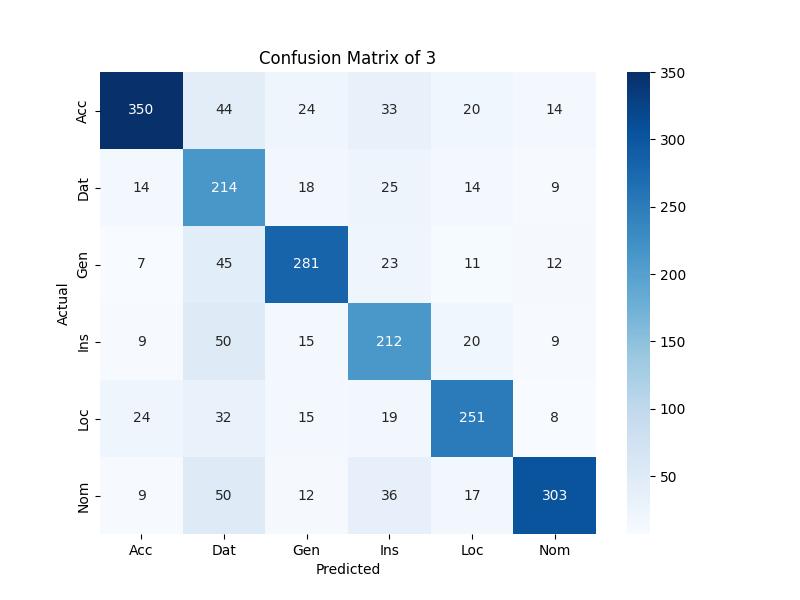 Confusion Matrix of 3
Acc 350 44 24 33 20 14
Dat 14 214 18 25 14 9
Gen 7 45 281 23 11 12
Ins 9 50 15 212 20 9
Loc 24 32 15 19 251 8
Nom 9 50 12 36 17 303
Acc Dat Gen Ins Loc Nom
Predicted
Actual
350
300
250
200
150
100
50